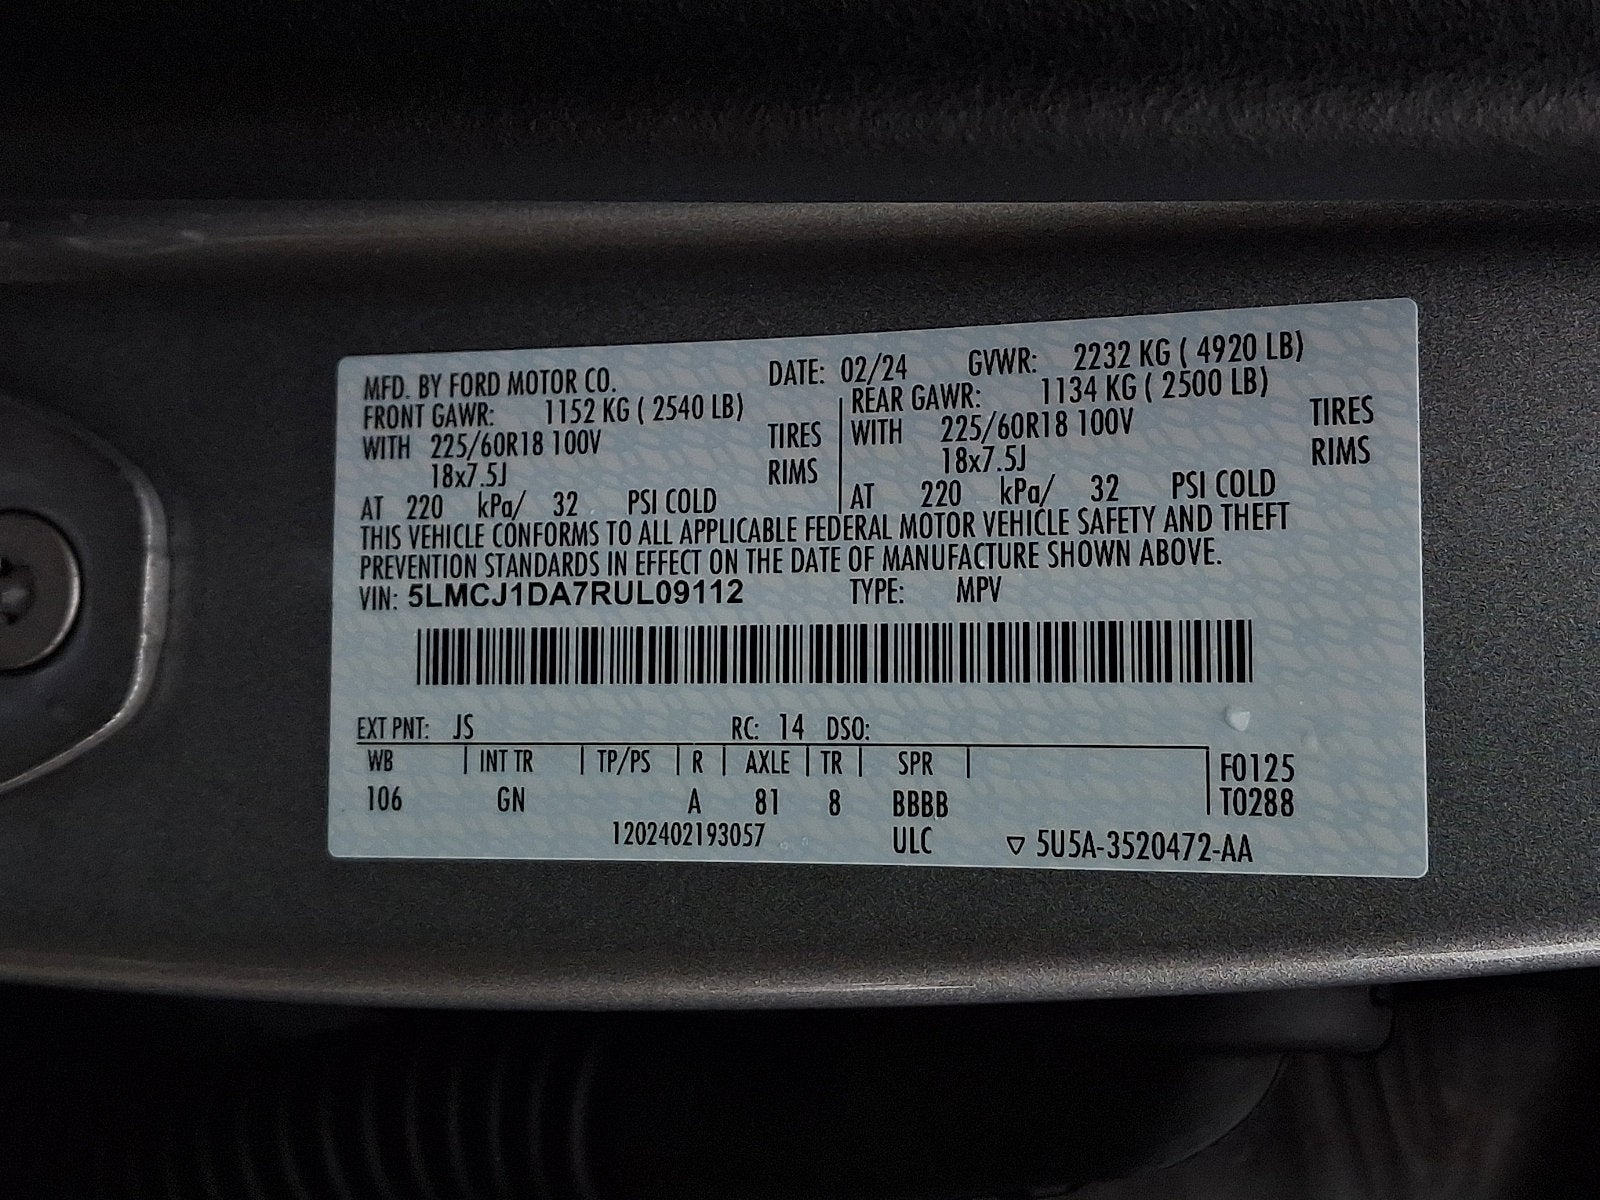 MFD. BY FORD MOTOR CO. DATE: 02/24 GVWR: 2232 KG ( 4920 LB)
FRONT GAWR: 1152 KG ( 2540 LB) REAR GAWR: 1134 KG ( 2500 LB)
WITH 225/60R18 100V TIRES WITH 225/60R18 100V TIRES
18x7.5J RIMS 18x7.5J RIMS
AT 220 kPa/ 32 PSI COLD AT 220 kPa/ 32 PSI COLD
THIS VEHICLE CONFORMS TO ALL APPLICABLE FEDERAL MOTOR VEHICLE SAFETY AND THEFT
PREVENTION STANDARDS IN EFFECT ON THE DATE OF MANUFACTURE SHOWN ABOVE.
VIN: 5LMCJ1DA7RUL09112 TYPE: MPV
EXT PNT: JS RC: 14 DSO:
WB INT TR TP/PS R AXLE TR SPR F0125
106 GN A 81 8 BBBB T0288
1202402193057 ULC ▽ 5U5A-3520472-AA